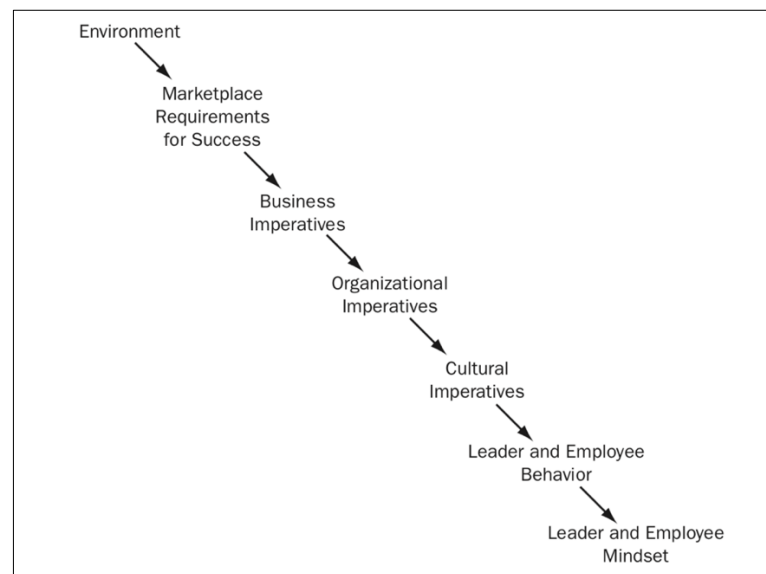 Environment
Marketplace
Requirements
for Success
Business
Imperatives
Organizational
Imperatives
Cultural
Imperatives
Leader and Employee
Behavior
Leader and Employee
Mindset